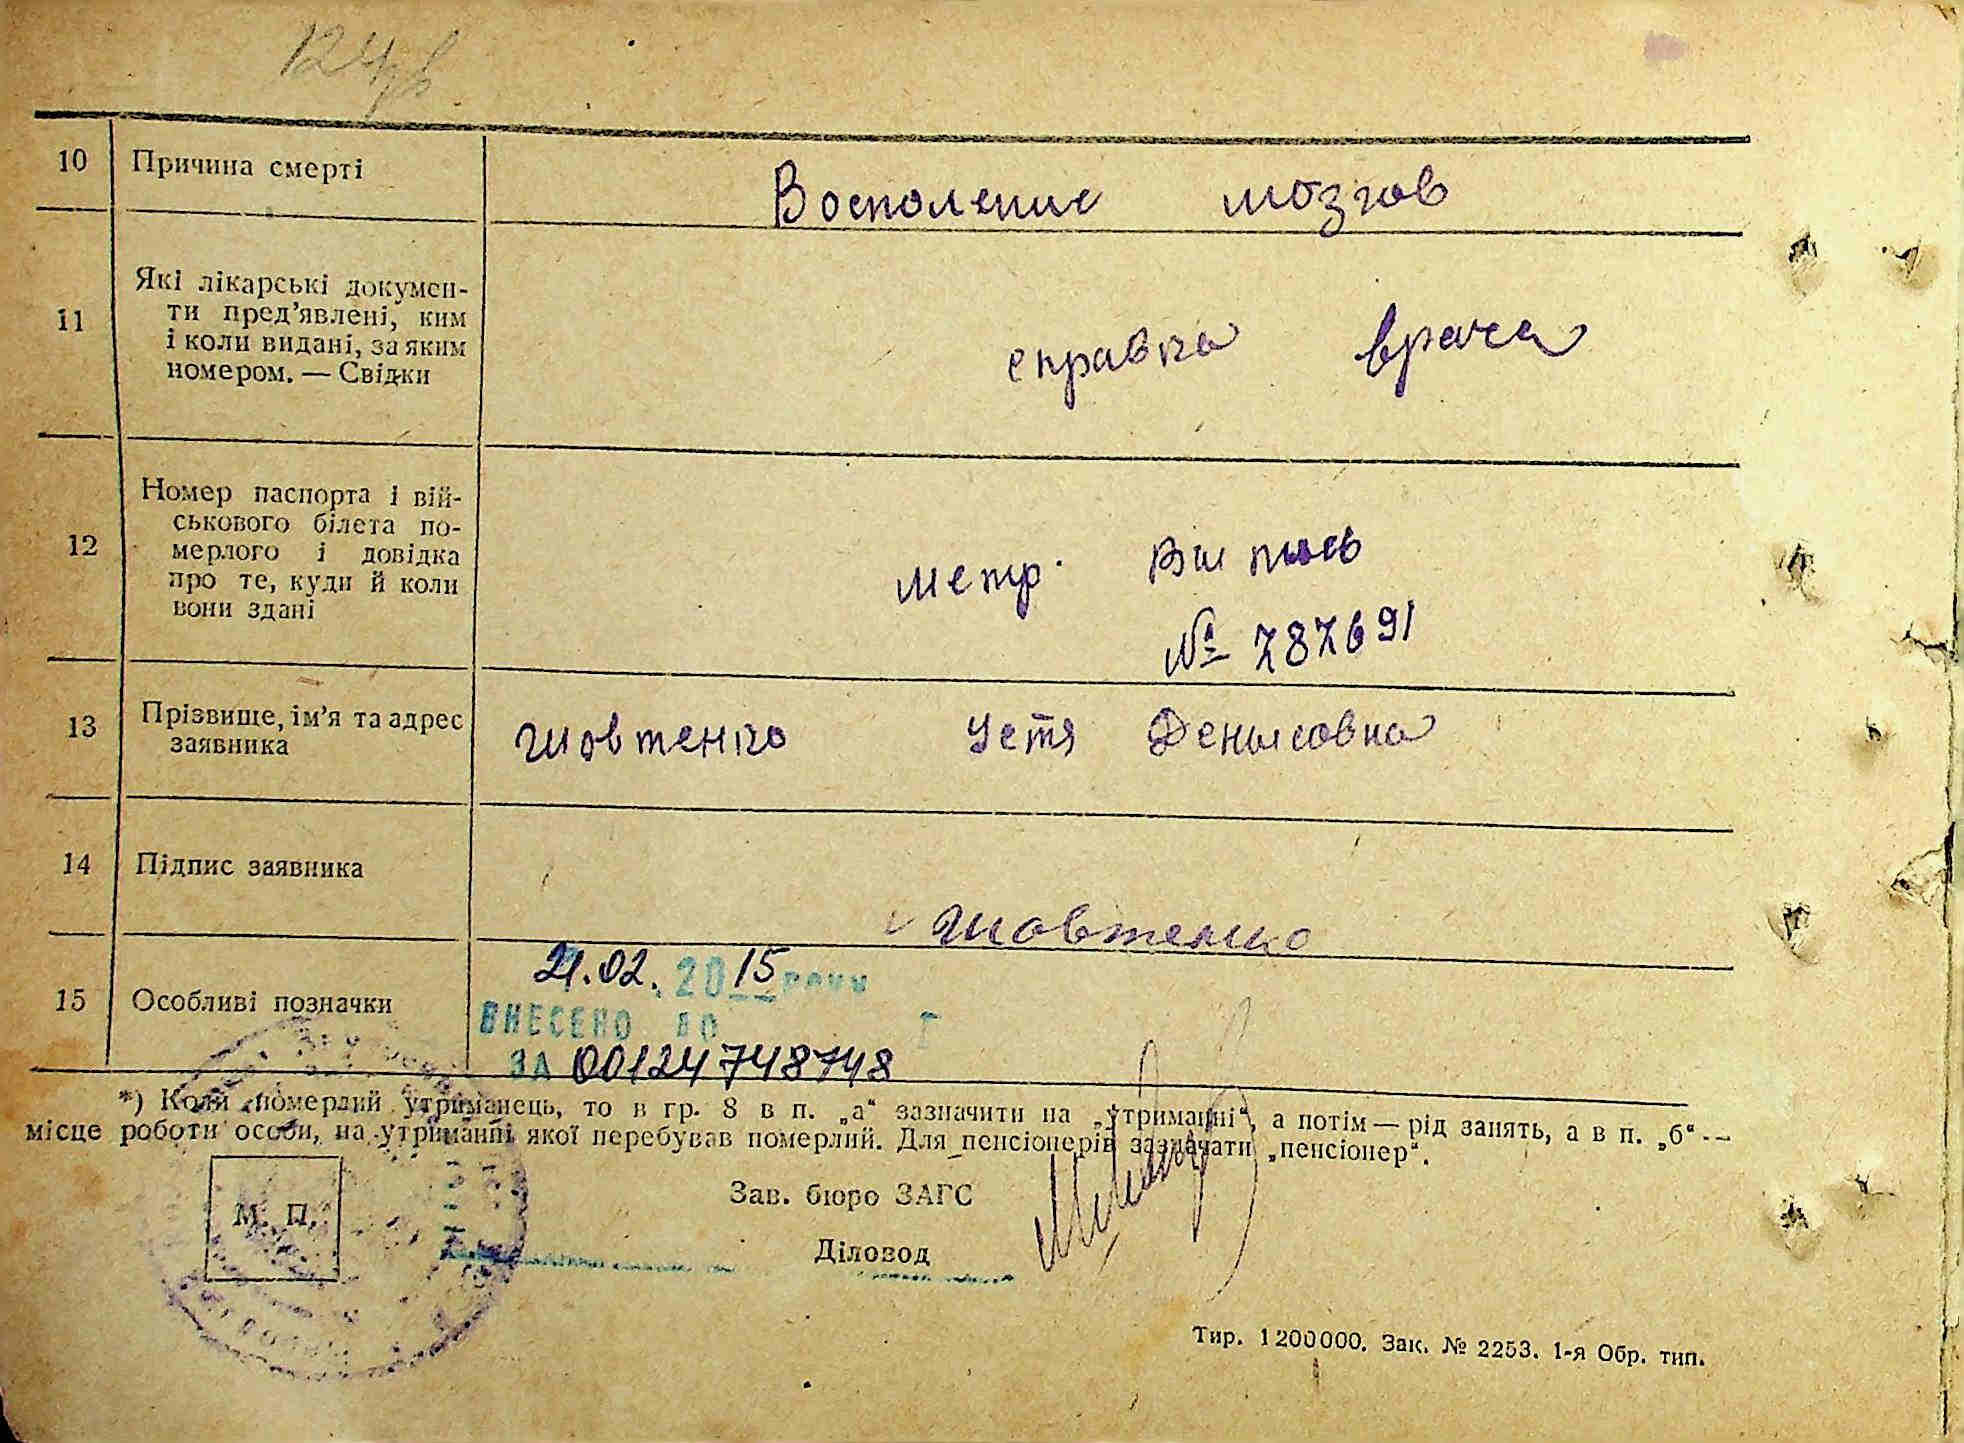 124зв
10 Причина смерті Восполение мозгов
11 Які лікарські докумен-
ти пред’явлені, ким
і коли видані, за яким
номером. — Свідки
справка врача
12 Номер паспорта і вій-
ськового білета по-
мерлого і довідка
про те, куди й коли
вони здані
метр. Выпись
№ 787691
13 Прізвище, ім’я та адрес
заявника
Шовтенко Устя Денисовна
14 Підпис заявника
Шовтенко
15 Особливі позначки
21.02.2015 року
ВНЕСЕНО ДО
ЗА 00124748748
*) Коли померлий утриманець, то в гр. 8 в п. „а“ зазначити на „утриманні“, а потім — рід занять, а в п. „б“ —
місце роботи особи, на утриманні якої перебував померлий. Для пенсіонерів зазначати „пенсіонер“.
М. П.
Зав. бюро ЗАГС
Діловод
Тир. 1200000. Зак. № 2253. 1-я Обр. тип.